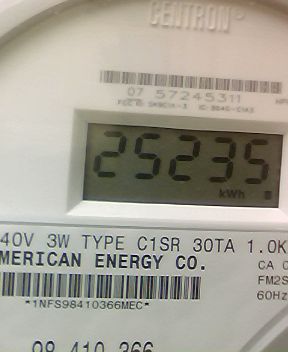 CENTRON
07 57245311
25235
kWh
40V 3W TYPE C1SR 30TA 1.0K
MERICAN ENERGY CO.
CA 0
FM2S
60Hz
*1NFS98410366MEC*
98 410 366